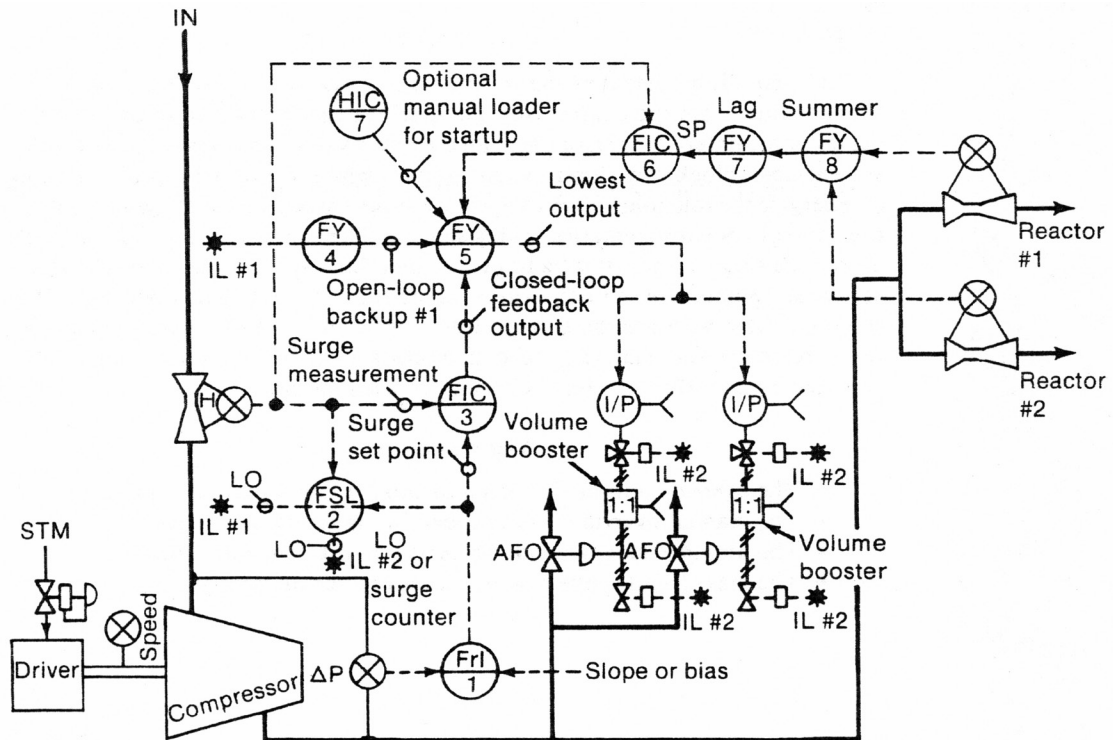 IN
Optional
manual loader
for startup
HIC
7
Lag
Summer
SP
FIC
6
FY
7
FY
8
Lowest
output
Reactor
#1
IL #1
FY
4
FY
5
Open-loop
backup #1
Closed-loop
feedback
output
Reactor
#2
Surge
measurement
H
FIC
3
Surge
set point
I/P
I/P
Volume
booster
IL #2
IL #2
1:1
1:1
LO
IL #1
FSL
2
LO
LO
IL #2 or
surge
counter
STM
AFO
AFO
Volume
booster
IL #2
IL #2
Speed
Driver
Compressor
ΔP
FrI
1
Slope or bias